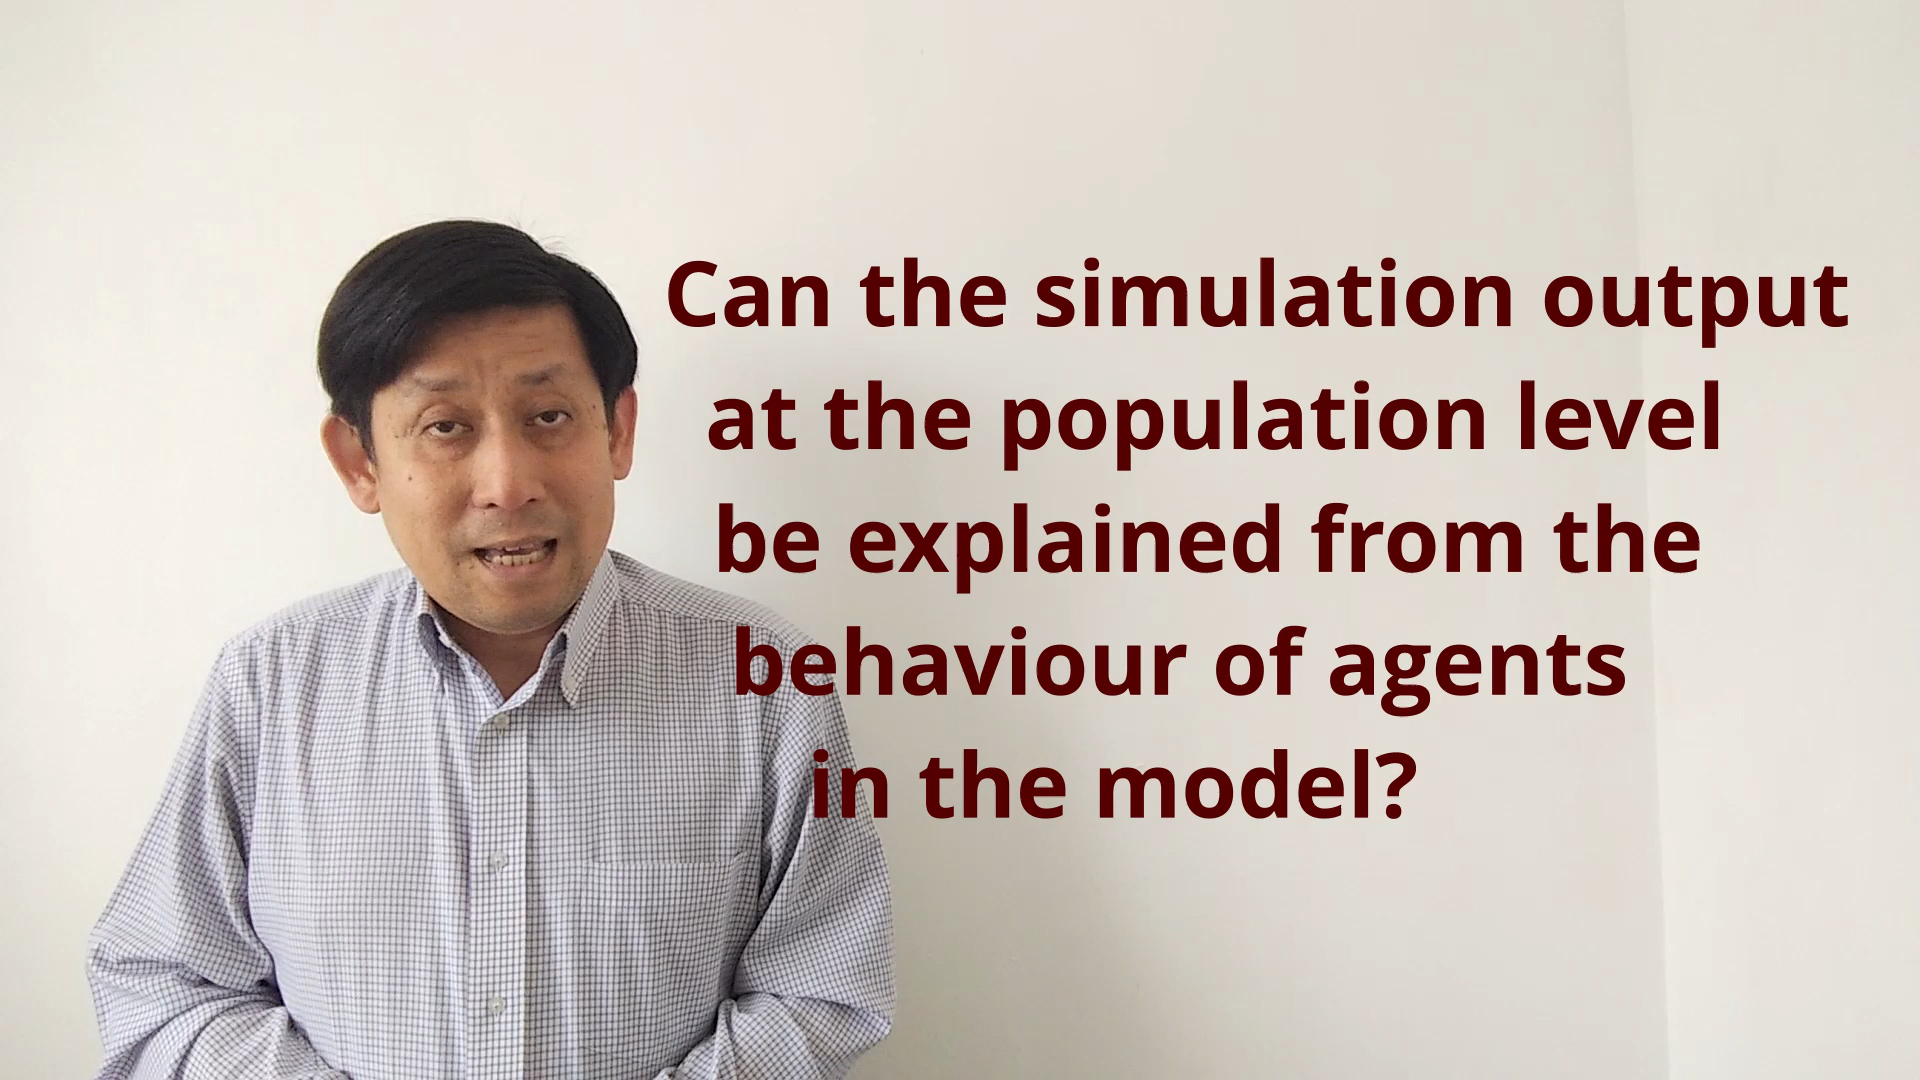 Can the simulation output
at the population level
be explained from the
behaviour of agents
in the model?